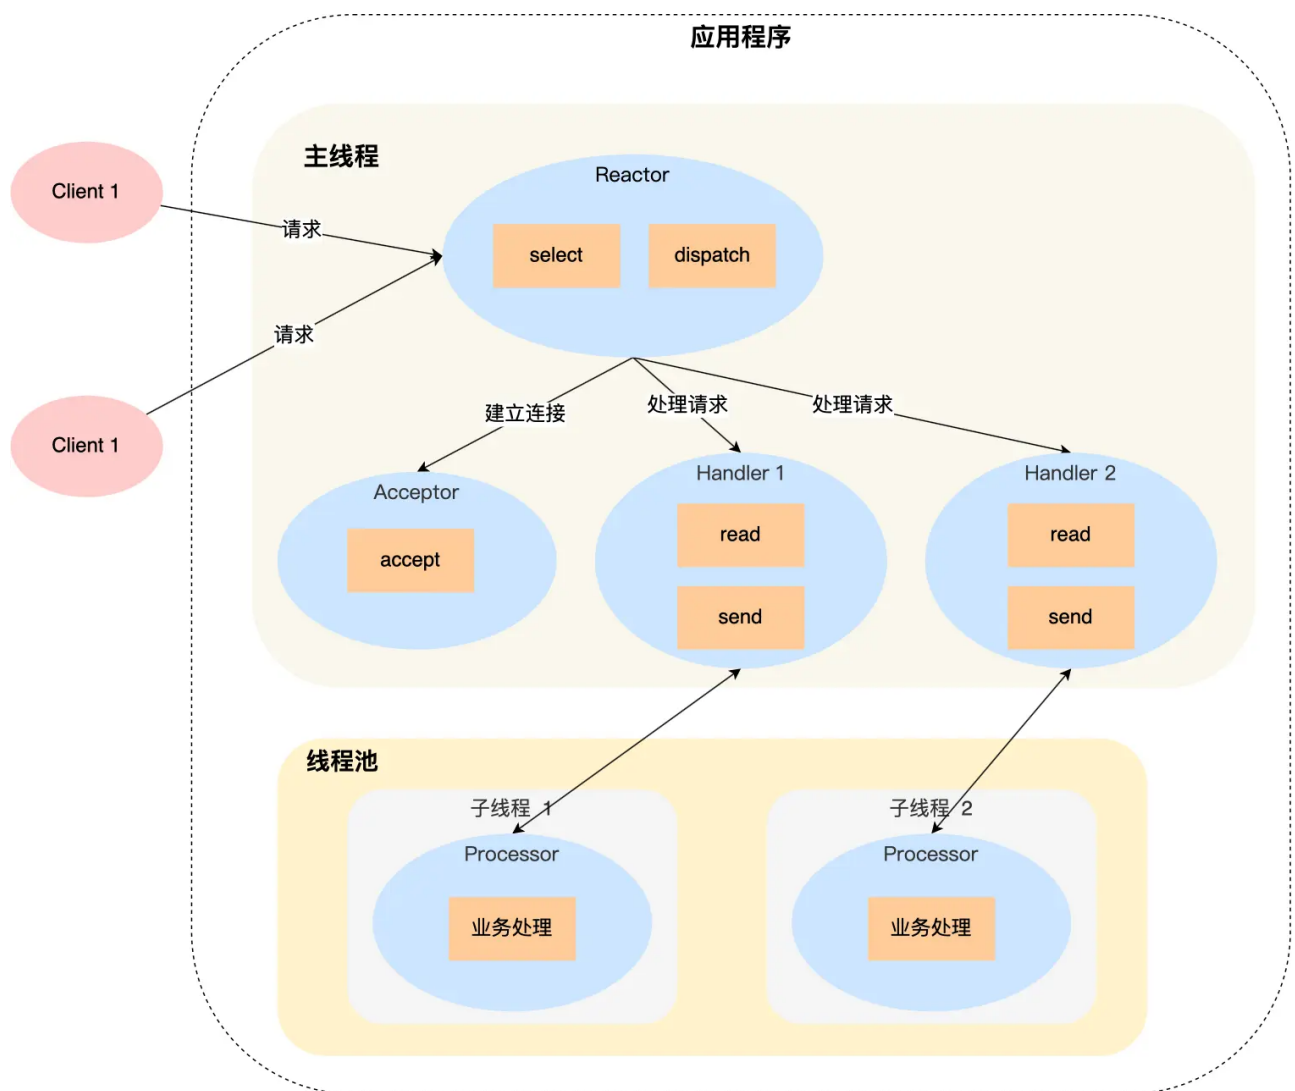 应用程序
主线程
Client 1
请求
Reactor
select
dispatch
请求
Client 1
建立连接
处理请求
处理请求
Acceptor
accept
Handler 1
read
send
Handler 2
read
send
线程池
子线程 1
Processor
业务处理
子线程 2
Processor
业务处理